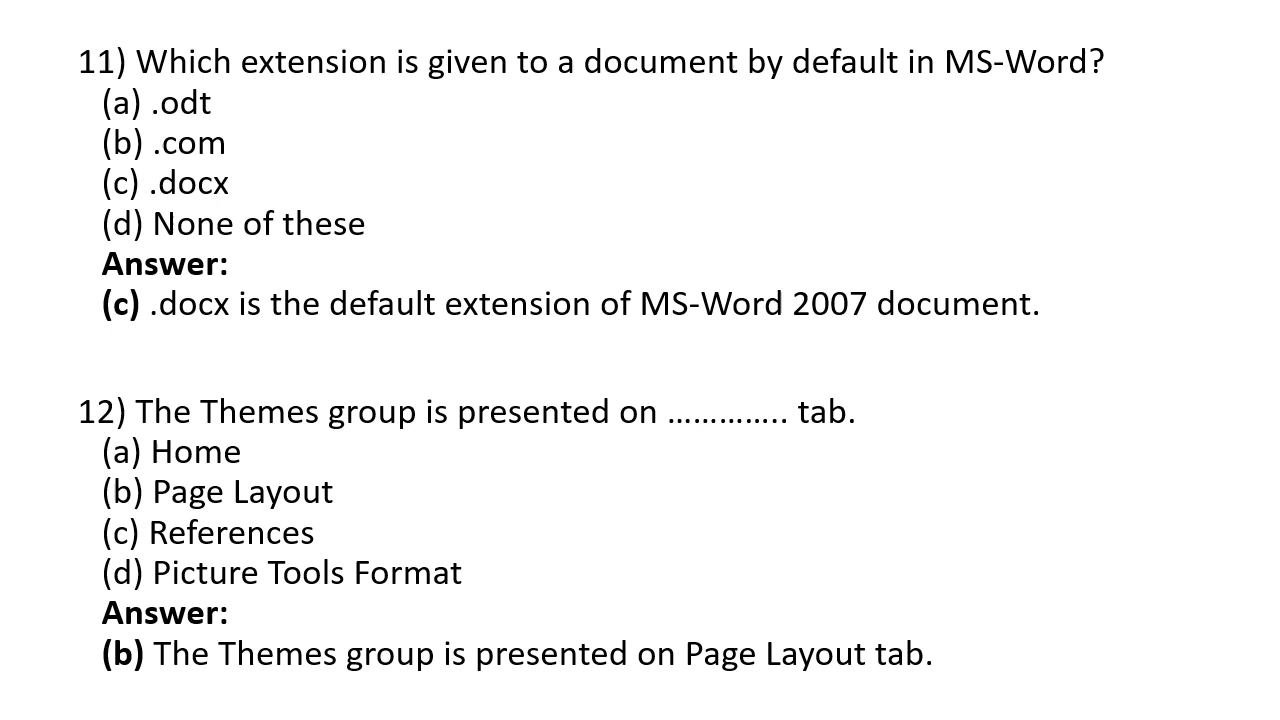 11) Which extension is given to a document by default in MS-Word?
(a) .odt
(b) .com
(c) .docx
(d) None of these
Answer:
(c) .docx is the default extension of MS-Word 2007 document.
12) The Themes group is presented on ………….. tab.
(a) Home
(b) Page Layout
(c) References
(d) Picture Tools Format
Answer:
(b) The Themes group is presented on Page Layout tab.